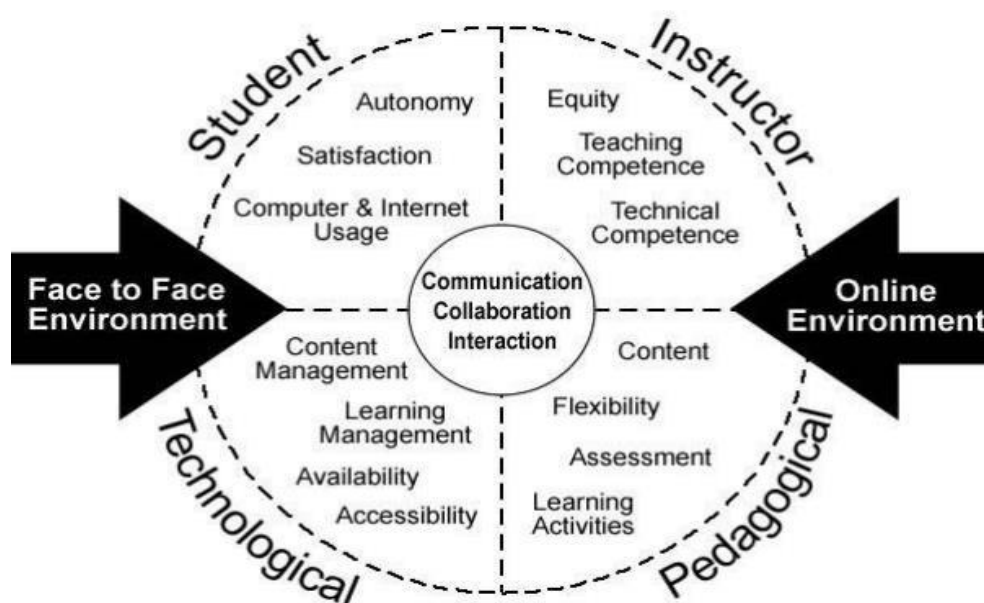 Student
Instructor
Autonomy
Satisfaction
Computer & Internet
Usage
Equity
Teaching
Competence
Technical
Competence
Face to Face
Environment
Communication
Collaboration
Interaction
Online
Environment
Content
Management
Learning
Management
Availability
Accessibility
Content
Flexibility
Assessment
Learning
Activities
Technological
Pedagogical